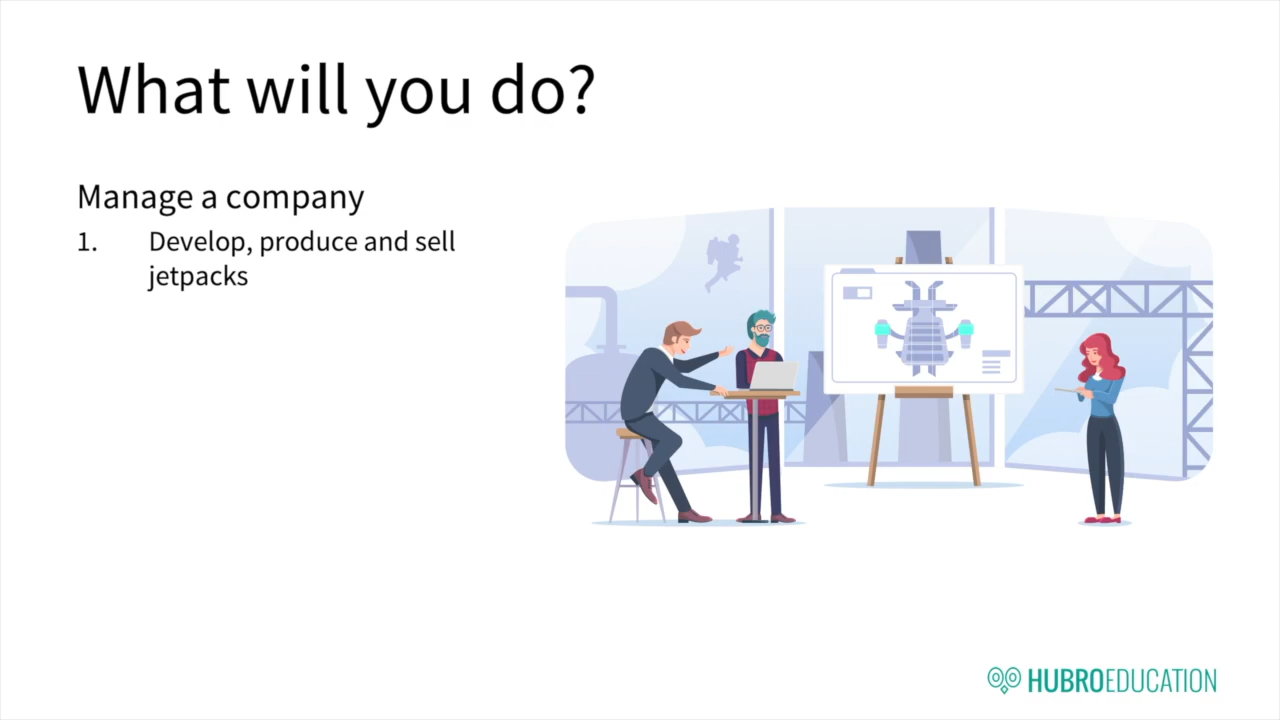 What will you do?
Manage a company
1. Develop, produce and sell
jetpacks
HUBROEDUCATION